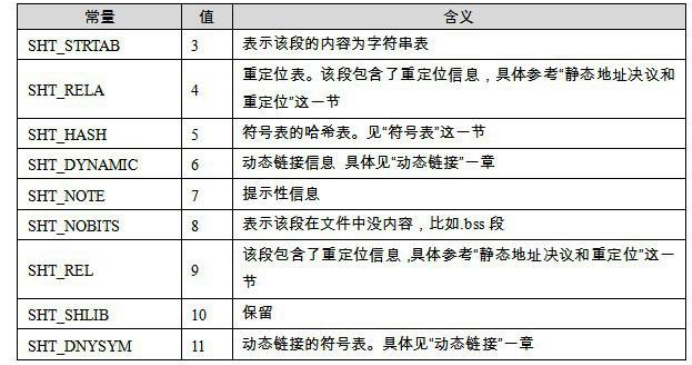 常量 值 含义
SHT_STRTAB 3 表示该段的内容为字符串表
SHT_RELA 4 重定位表。该段包含了重定位信息，具体参考“静态地址决议和
重定位”这一节
SHT_HASH 5 符号表的哈希表。见“符号表”这一节
SHT_DYNAMIC 6 动态链接信息 具体见“动态链接”一章
SHT_NOTE 7 提示性信息
SHT_NOBITS 8 表示该段在文件中没内容，比如.bss 段
SHT_REL 9 该段包含了重定位信息，具体参考“静态地址决议和重定位”这一
节
SHT_SHLIB 10 保留
SHT_DNYSYM 11 动态链接的符号表。具体见“动态链接”一章